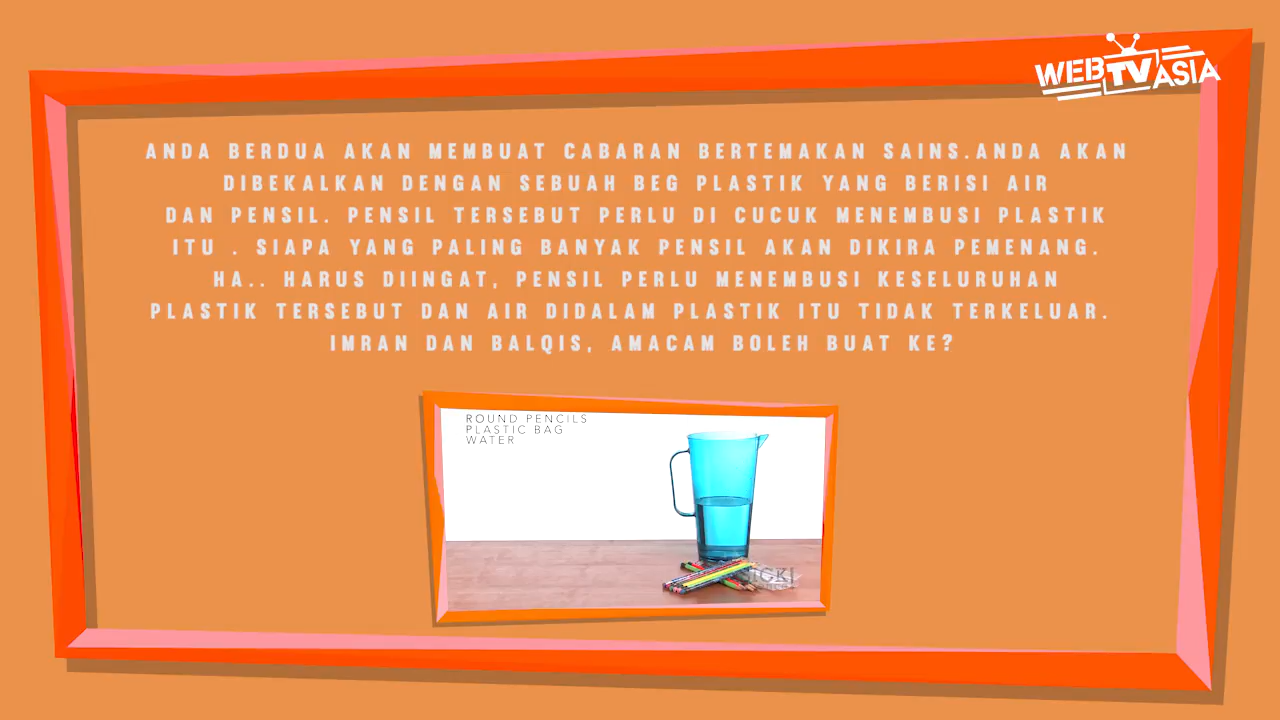 WEBTVASIA
ANDA BERDUA AKAN MEMBUAT CABARAN BERTEMAKAN SAINS.ANDA AKAN
DIBEKALKAN DENGAN SEBUAH BEG PLASTIK YANG BERISI AIR
DAN PENSIL. PENSIL TERSEBUT PERLU DI CUCUK MENEMBUSI PLASTIK
ITU . SIAPA YANG PALING BANYAK PENSIL AKAN DIKIRA PEMENANG.
HA.. HARUS DIINGAT, PENSIL PERLU MENEMBUSI KESELURUHAN
PLASTIK TERSEBUT DAN AIR DIDALAM PLASTIK ITU TIDAK TERKELUAR.
IMRAN DAN BALQIS, AMACAM BOLEH BUAT KE?
ROUND PENCILS
PLASTIC BAG
WATER